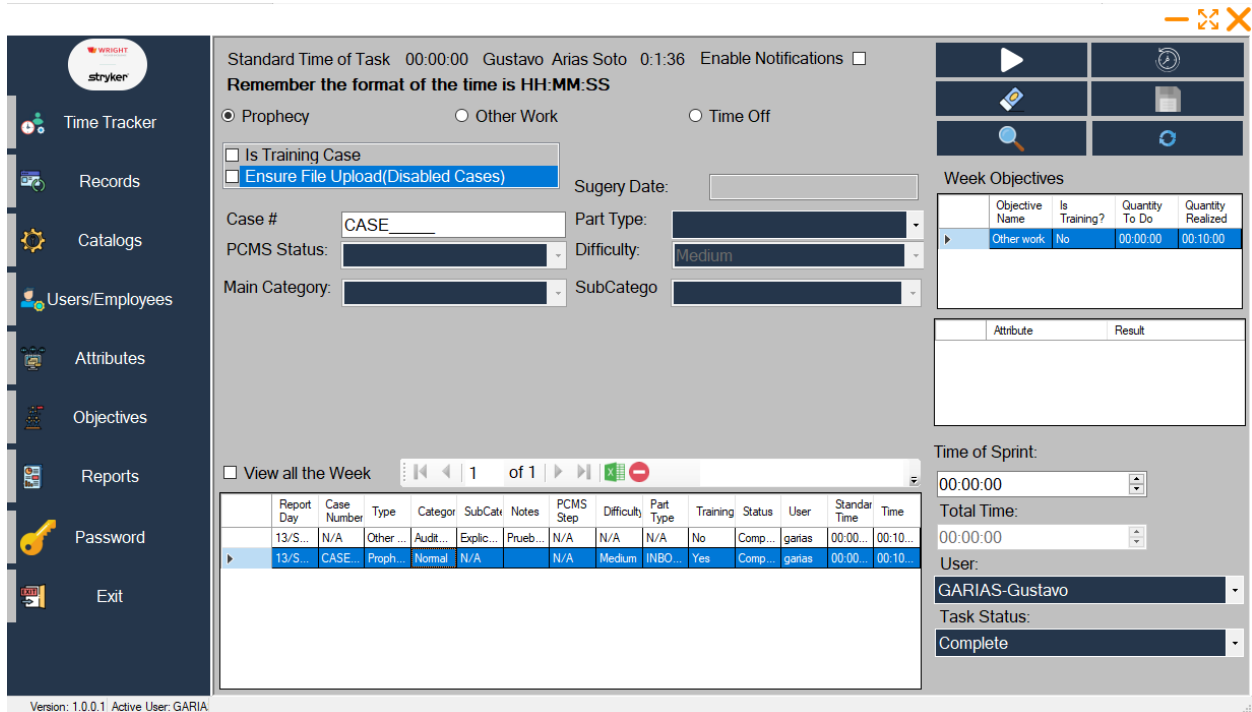 WRIGHT
stryker
Time Tracker
Records
Catalogs
Users/Employees
Attributes
Objectives
Reports
Password
Exit
Standard Time of Task 00:00:00 Gustavo Arias Soto 0:1:36 Enable Notifications
Remember the format of the time is HH:MM:SS
Prophecy Other Work Time Off
Is Training Case
Ensure File Upload(Disabled Cases)
Sugery Date:
Case # CASE_____ Part Type:
PCMS Status: Difficulty: Medium
Main Category: SubCatego
View all the Week 1 of 1
Report Day Case Number Type Categor SubCate Notes PCMS Step Difficulty Part Type Training Status User Standar Time Time
13/S... N/A Other ... Audit... Explic... Prueb... N/A N/A N/A No Comp... garias 00:00... 00:10...
13/S... CASE... Proph... Normal N/A N/A Medium INBO... Yes Comp... garias 00:00... 00:10...
Week Objectives
Objective Name Is Training? Quantity To Do Quantity Realized
Other work No 00:00:00 00:10:00
Attribute Result
Time of Sprint:
00:00:00
Total Time:
00:00:00
User:
GARIAS-Gustavo
Task Status:
Complete
Version: 1.0.0.1 Active User: GARIA